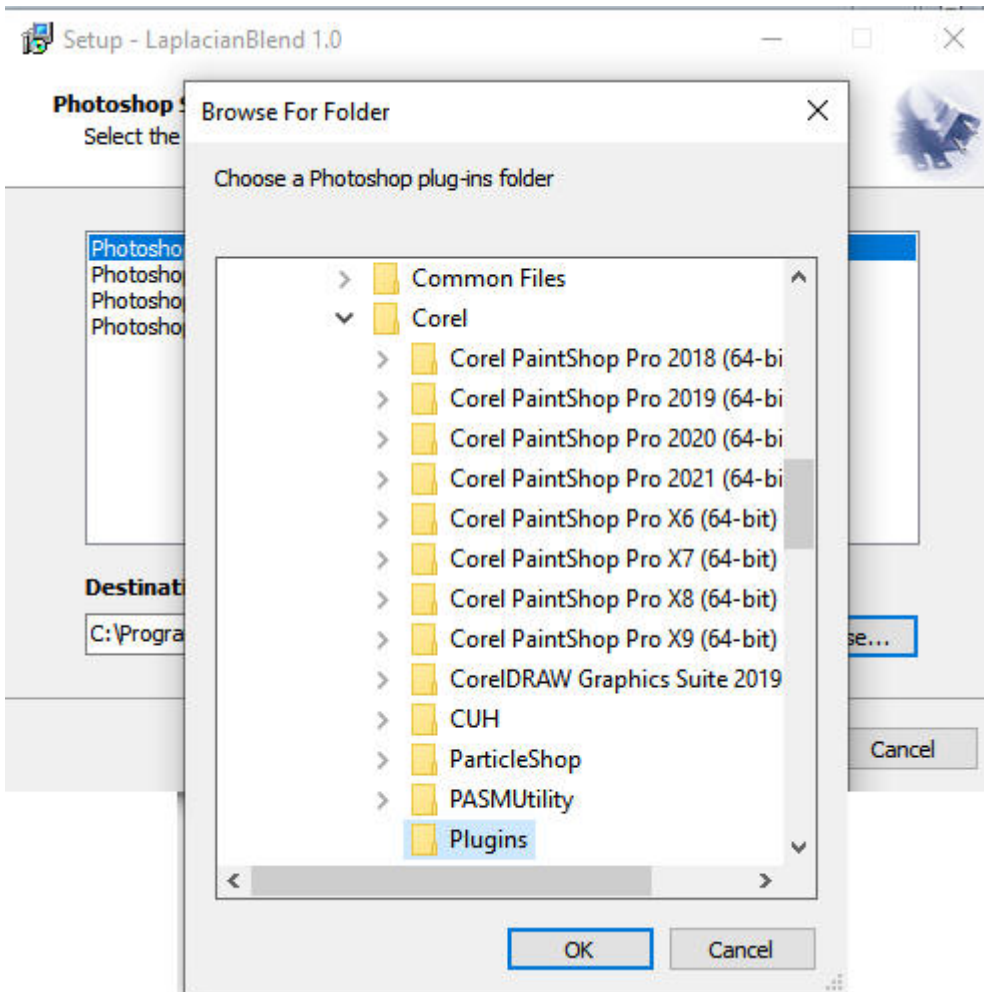 Setup - LaplacianBlend 1.0
Photoshop
Select the
Browse For Folder
Choose a Photoshop plug-ins folder
Photosho
Photosho
Photosho
Photosho
Common Files
Corel
Corel PaintShop Pro 2018 (64-bi
Corel PaintShop Pro 2019 (64-bi
Corel PaintShop Pro 2020 (64-bi
Corel PaintShop Pro 2021 (64-bi
Corel PaintShop Pro X6 (64-bit)
Corel PaintShop Pro X7 (64-bit)
Corel PaintShop Pro X8 (64-bit)
Corel PaintShop Pro X9 (64-bit)
CorelDRAW Graphics Suite 2019
CUH
ParticleShop
PASMUtility
Plugins
Destinati
C:\Progra
se...
Cancel
OK
Cancel